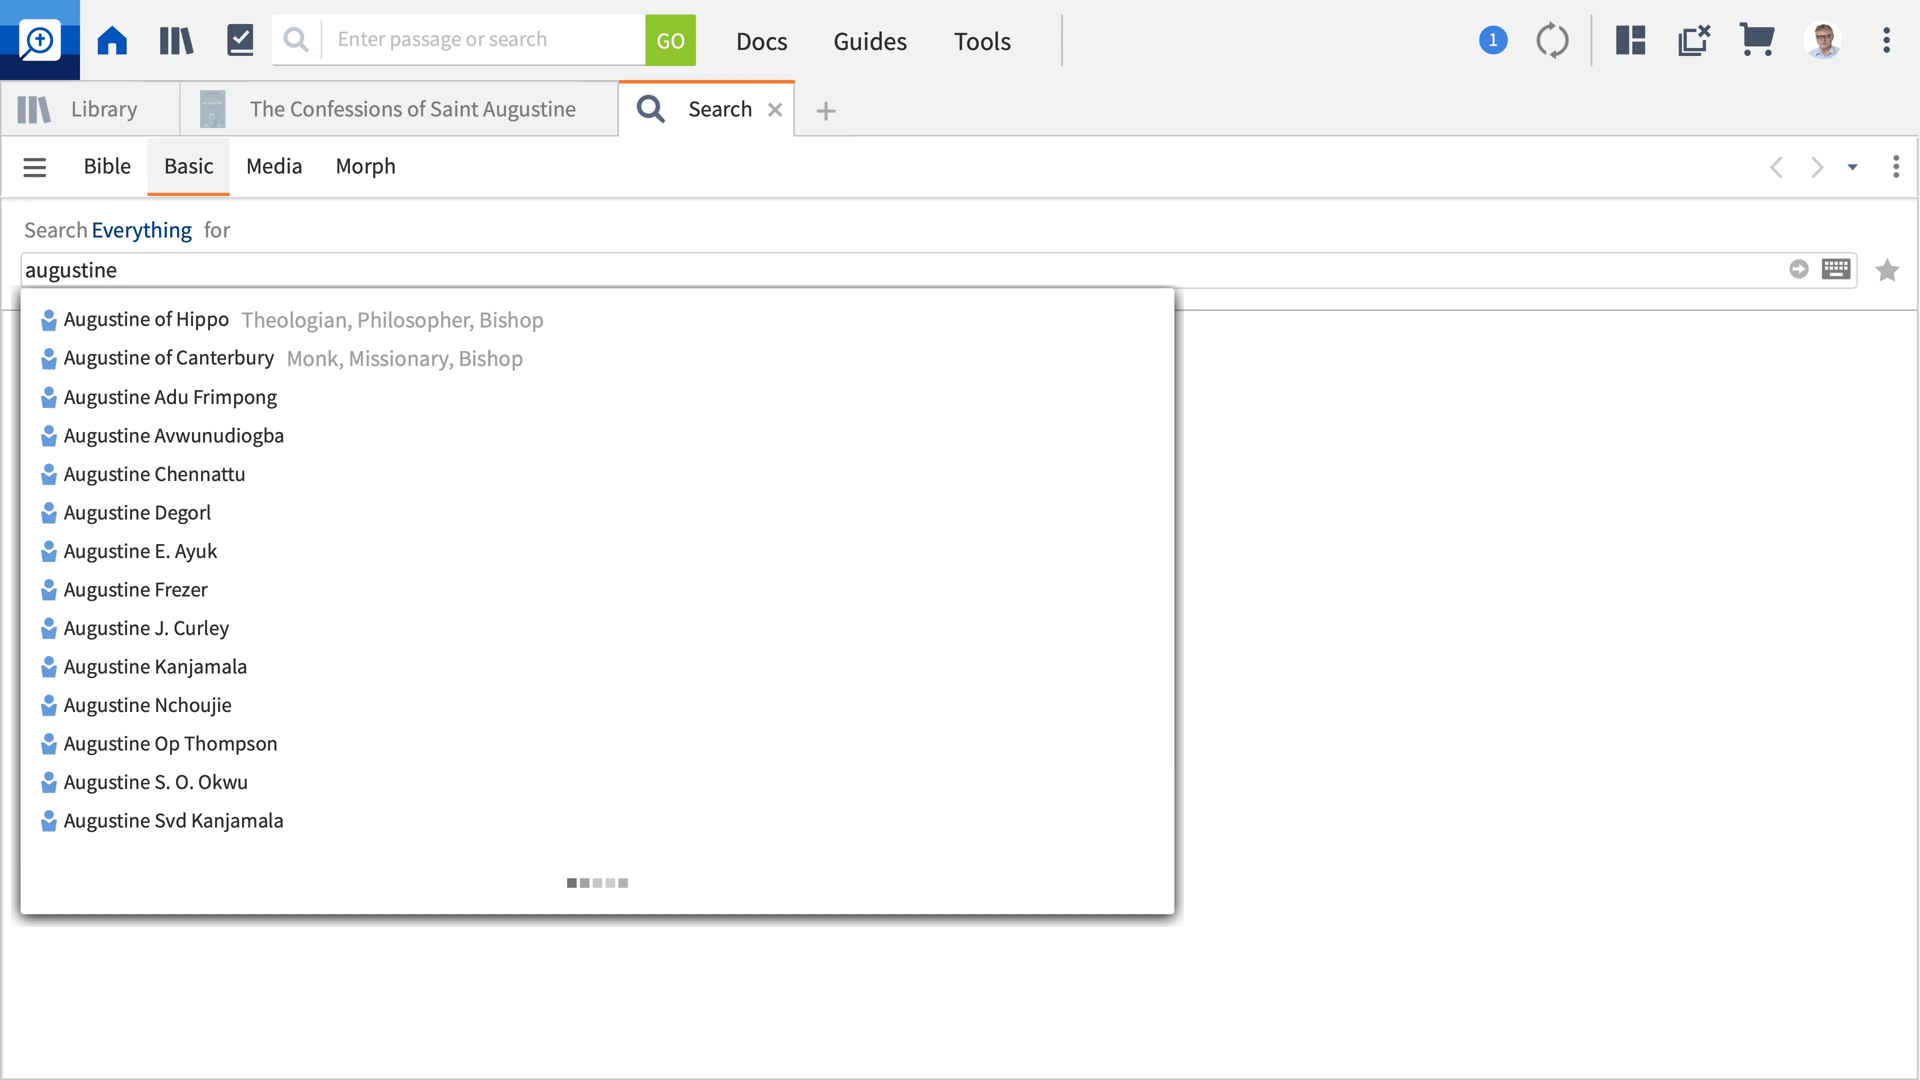 Enter passage or search
GO
Docs
Guides
Tools
1
Library
The Confessions of Saint Augustine
Search
Bible
Basic
Media
Morph
Search Everything for
augustine
Augustine of Hippo Theologian, Philosopher, Bishop
Augustine of Canterbury Monk, Missionary, Bishop
Augustine Adu Frimpong
Augustine Avwunudiogba
Augustine Chennattu
Augustine Degorl
Augustine E. Ayuk
Augustine Frezer
Augustine J. Curley
Augustine Kanjamala
Augustine Nchoujie
Augustine Op Thompson
Augustine S. O. Okwu
Augustine Svd Kanjamala